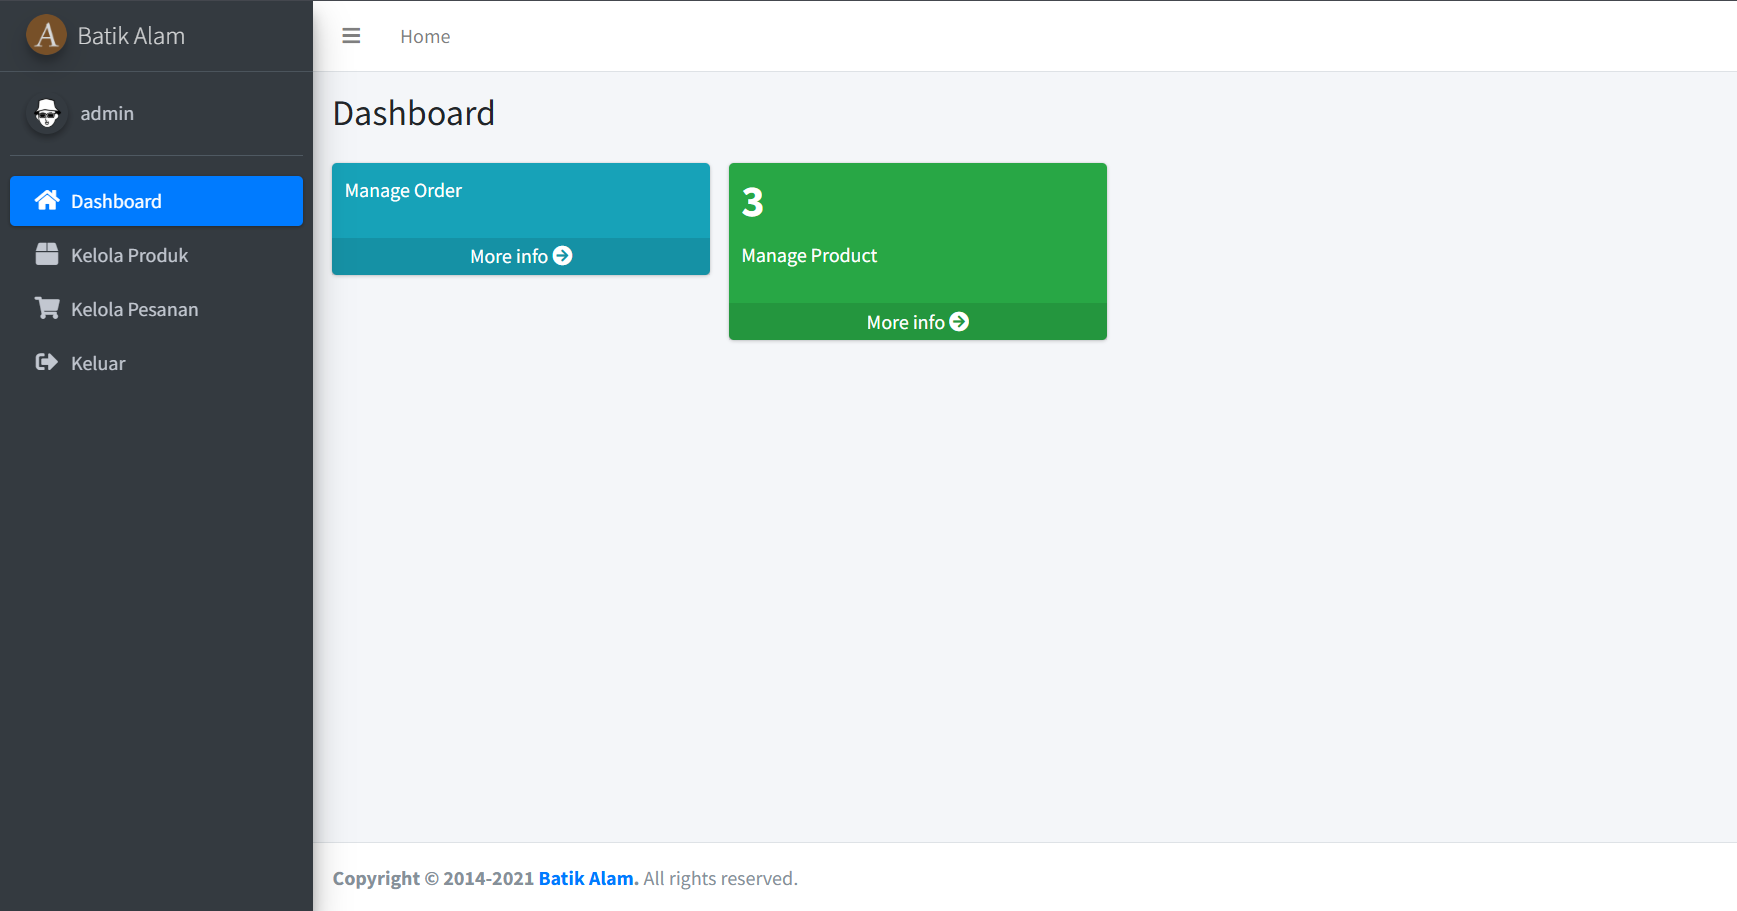 A Batik Alam
Home
admin
Dashboard
Kelola Produk
Kelola Pesanan
Keluar
Dashboard
Manage Order
More info
3
Manage Product
More info
Copyright © 2014-2021 Batik Alam. All rights reserved.